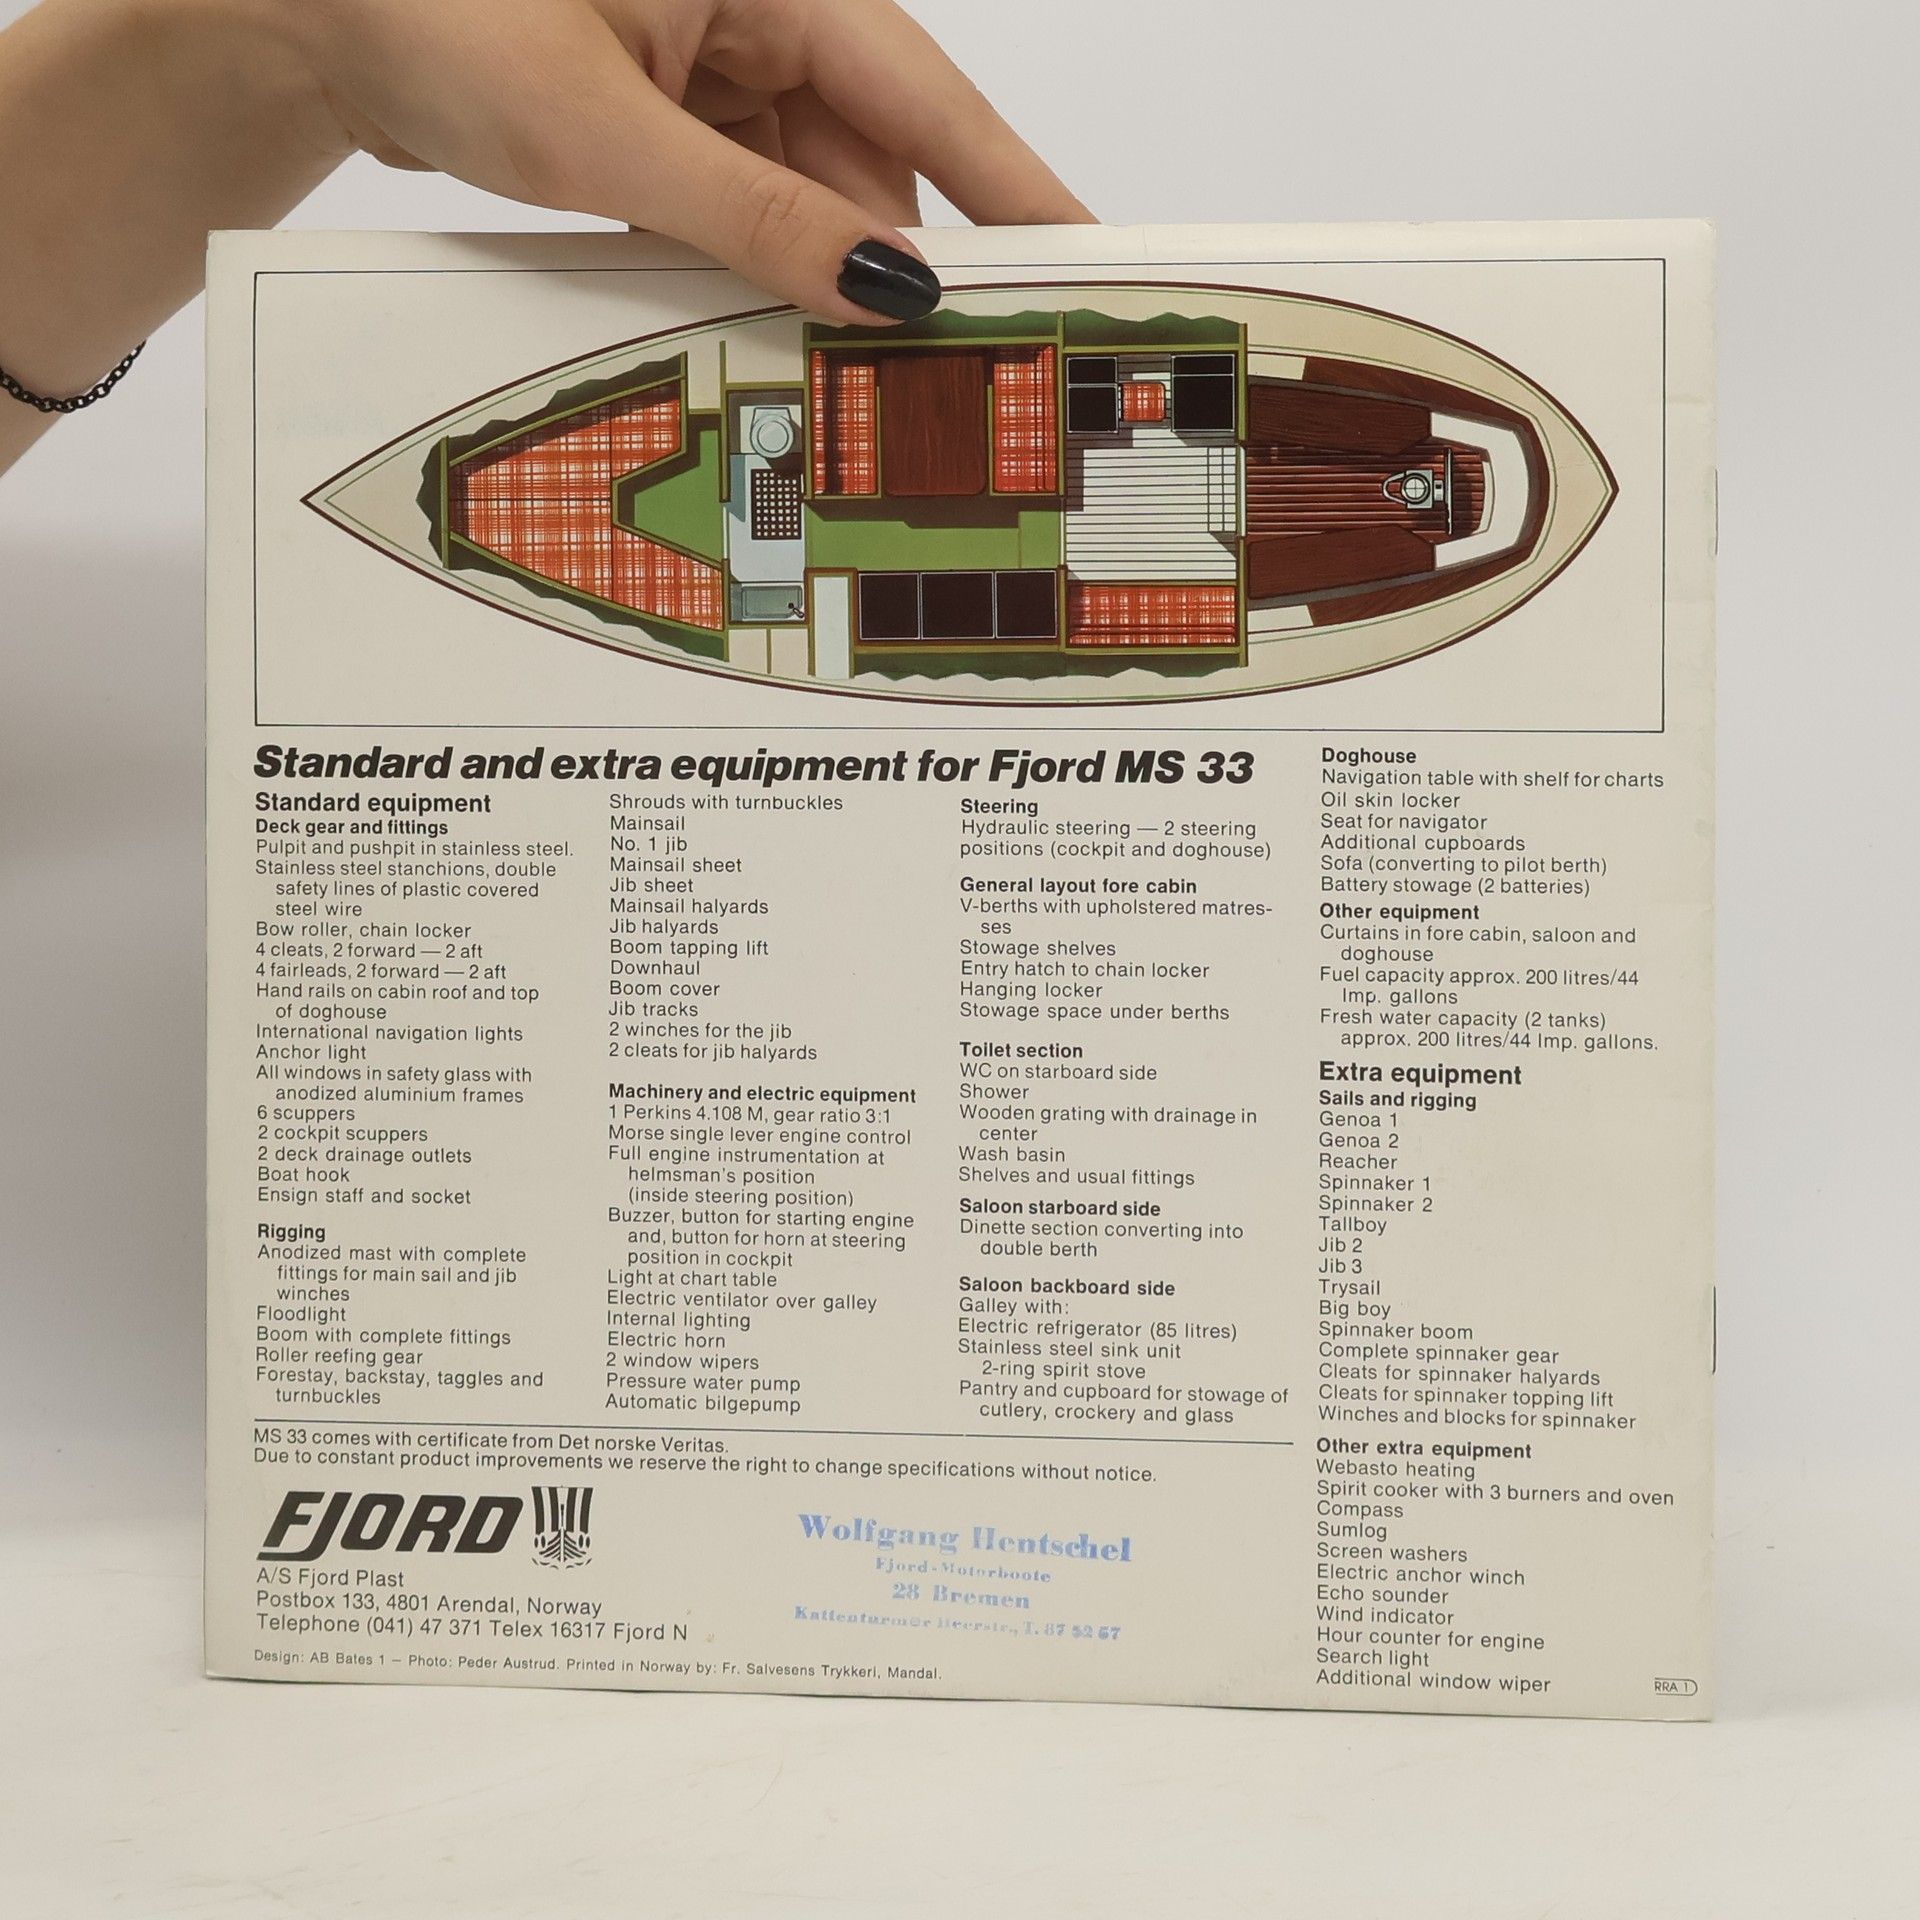 Standard and extra equipment for Fjord MS 33
Standard equipment
Deck gear and fittings
Pulpit and pushpit in stainless steel.
Stainless steel stanchions, double
safety lines of plastic covered
steel wire
Bow roller, chain locker
4 cleats, 2 forward — 2 aft
4 fairleads, 2 forward — 2 aft
Hand rails on cabin roof and top
of doghouse
International navigation lights
Anchor light
All windows in safety glass with
anodized aluminium frames
6 scuppers
2 cockpit scuppers
2 deck drainage outlets
Boat hook
Ensign staff and socket
Rigging
Anodized mast with complete
fittings for main sail and jib
winches
Floodlight
Boom with complete fittings
Roller reefing gear
Forestay, backstay, taggles and
turnbuckles
Shrouds with turnbuckles
Mainsail
No. 1 jib
Mainsail sheet
Jib sheet
Mainsail halyards
Jib halyards
Boom tapping lift
Downhaul
Boom cover
Jib tracks
2 winches for the jib
2 cleats for jib halyards
Machinery and electric equipment
1 Perkins 4.108 M, gear ratio 3:1
Morse single lever engine control
Full engine instrumentation at
helmsman's position
(inside steering position)
Buzzer, button for starting engine
and, button for horn at steering
position in cockpit
Light at chart table
Electric ventilator over galley
Internal lighting
Electric horn
2 window wipers
Pressure water pump
Automatic bilgepump
Steering
Hydraulic steering — 2 steering
positions (cockpit and doghouse)
General layout fore cabin
V-berths with upholstered matres-
ses
Stowage shelves
Entry hatch to chain locker
Hanging locker
Stowage space under berths
Toilet section
WC on starboard side
Shower
Wooden grating with drainage in
center
Wash basin
Shelves and usual fittings
Saloon starboard side
Dinette section converting into
double berth
Saloon backboard side
Galley with:
Electric refrigerator (85 litres)
Stainless steel sink unit
2-ring spirit stove
Pantry and cupboard for stowage of
cutlery, crockery and glass
Doghouse
Navigation table with shelf for charts
Oil skin locker
Seat for navigator
Additional cupboards
Sofa (converting to pilot berth)
Battery stowage (2 batteries)
Other equipment
Curtains in fore cabin, saloon and
doghouse
Fuel capacity approx. 200 litres/44
Imp. gallons
Fresh water capacity (2 tanks)
approx. 200 litres/44 Imp. gallons.
Extra equipment
Sails and rigging
Genoa 1
Genoa 2
Reacher
Spinnaker 1
Spinnaker 2
Tallboy
Jib 2
Jib 3
Trysail
Big boy
Spinnaker boom
Complete spinnaker gear
Cleats for spinnaker halyards
Cleats for spinnaker topping lift
Winches and blocks for spinnaker
Other extra equipment
Webasto heating
Spirit cooker with 3 burners and oven
Compass
Sumlog
Screen washers
Electric anchor winch
Echo sounder
Wind indicator
Hour counter for engine
Search light
Additional window wiper
MS 33 comes with certificate from Det norske Veritas.
Due to constant product improvements we reserve the right to change specifications without notice.
FJORD
A/S Fjord Plast
Postbox 133, 4801 Arendal, Norway
Telephone (041) 47 371 Telex 16317 Fjord N
Wolfgang Hentschel
Fjord-Motorboote
28 Bremen
Kattenturmer Heerstr., T. 87 52 67
Design: AB Bates 1 – Photo: Peder Austrud. Printed in Norway by: Fr. Salvesens Trykkeri, Mandal.
RRA 1